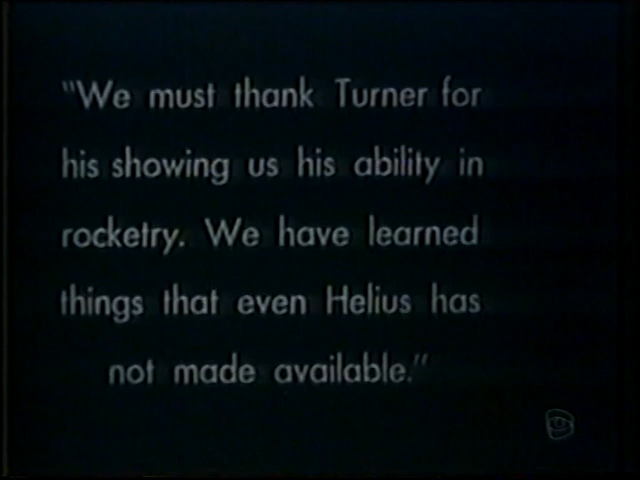 "We must thank Turner for
his showing us his ability in
rocketry. We have learned
things that even Helius has
not made available."